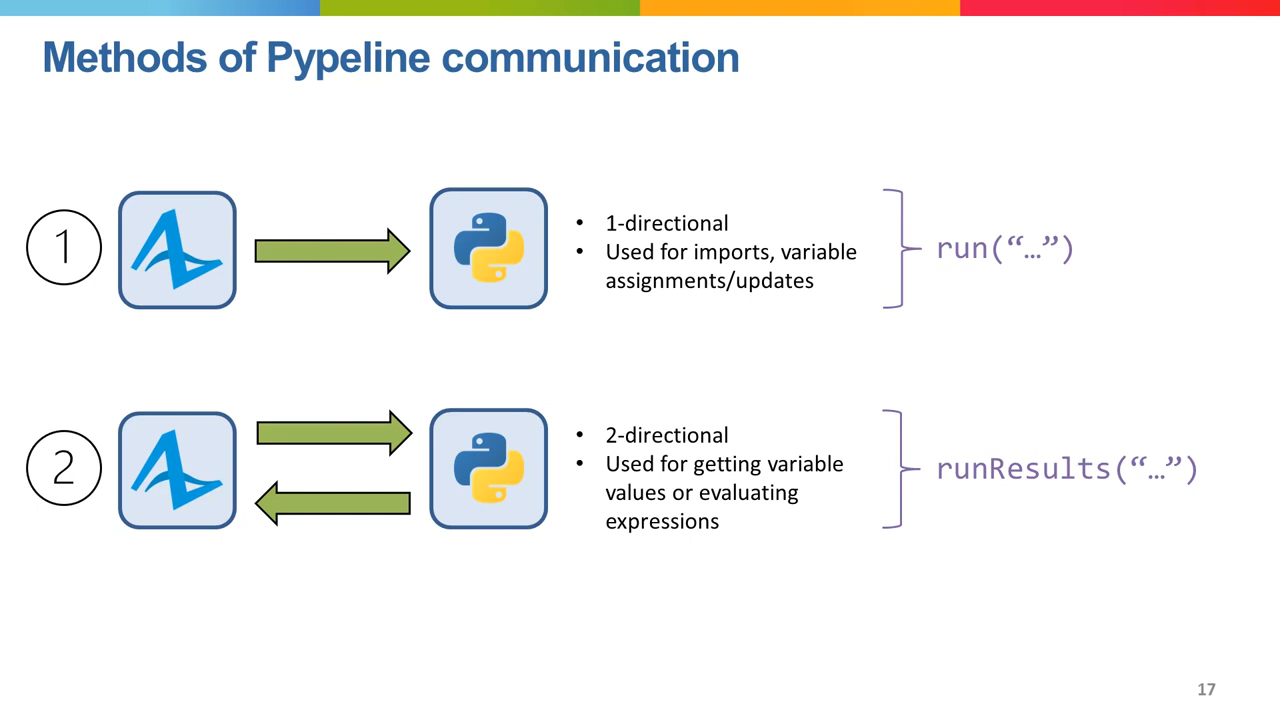 Methods of Pypeline communication
1
• 1-directional
• Used for imports, variable
assignments/updates
run(“…”)
2
• 2-directional
• Used for getting variable
values or evaluating
expressions
runResults(“…”)
17